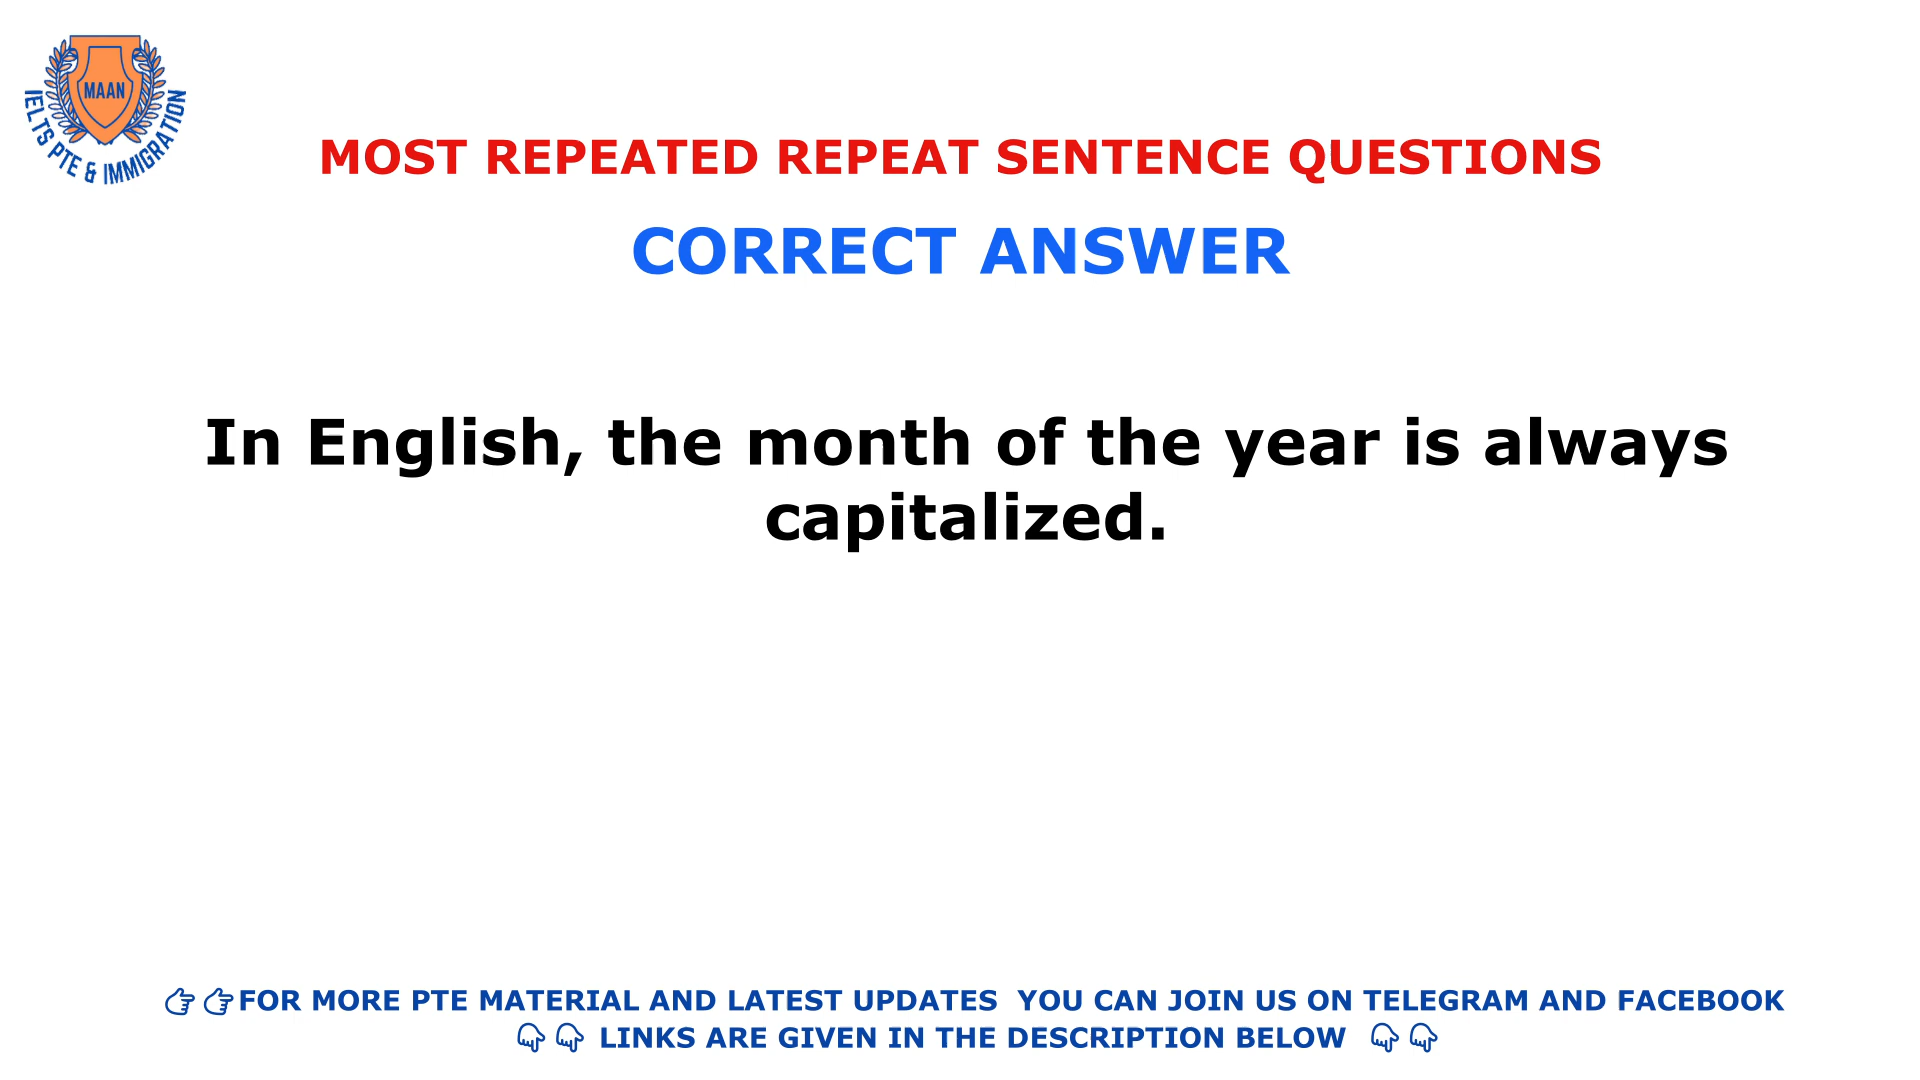 MAAN
IELTS PTE & IMMIGRATION
MOST REPEATED REPEAT SENTENCE QUESTIONS
CORRECT ANSWER
In English, the month of the year is always
capitalized.
FOR MORE PTE MATERIAL AND LATEST UPDATES YOU CAN JOIN US ON TELEGRAM AND FACEBOOK
LINKS ARE GIVEN IN THE DESCRIPTION BELOW